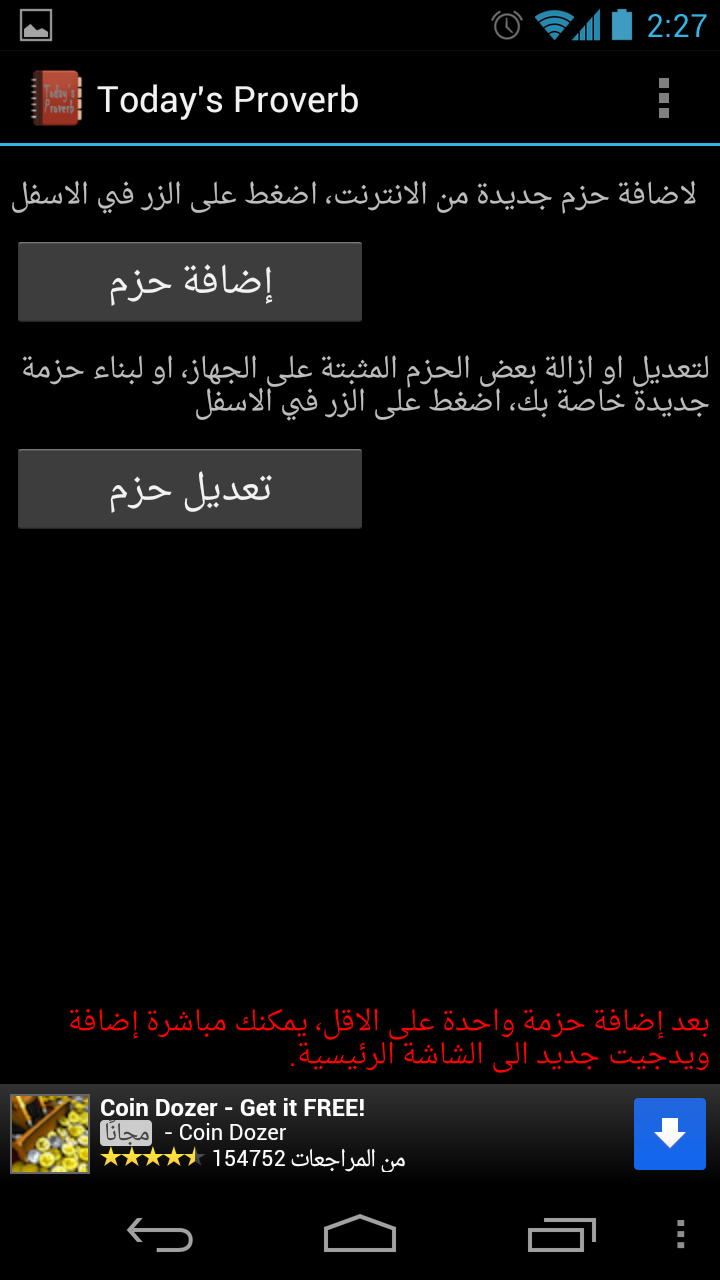 2:27
Today's Proverb
Today's Proverb
لاضافة حزم جديدة من الانترنت، اضغط على الزر في الاسفل
إضافة حزم
لتعديل او ازالة بعض الحزم المثبتة على الجهاز، او لبناء حزمة
جديدة خاصة بك، اضغط على الزر في الاسفل
تعديل حزم
بعد إضافة حزمة واحدة على الاقل، يمكنك مباشرة إضافة
ويدجيت جديد الى الشاشة الرئيسية.
Coin Dozer - Get it FREE!
مجانًا - Coin Dozer
154752 من المراجعات